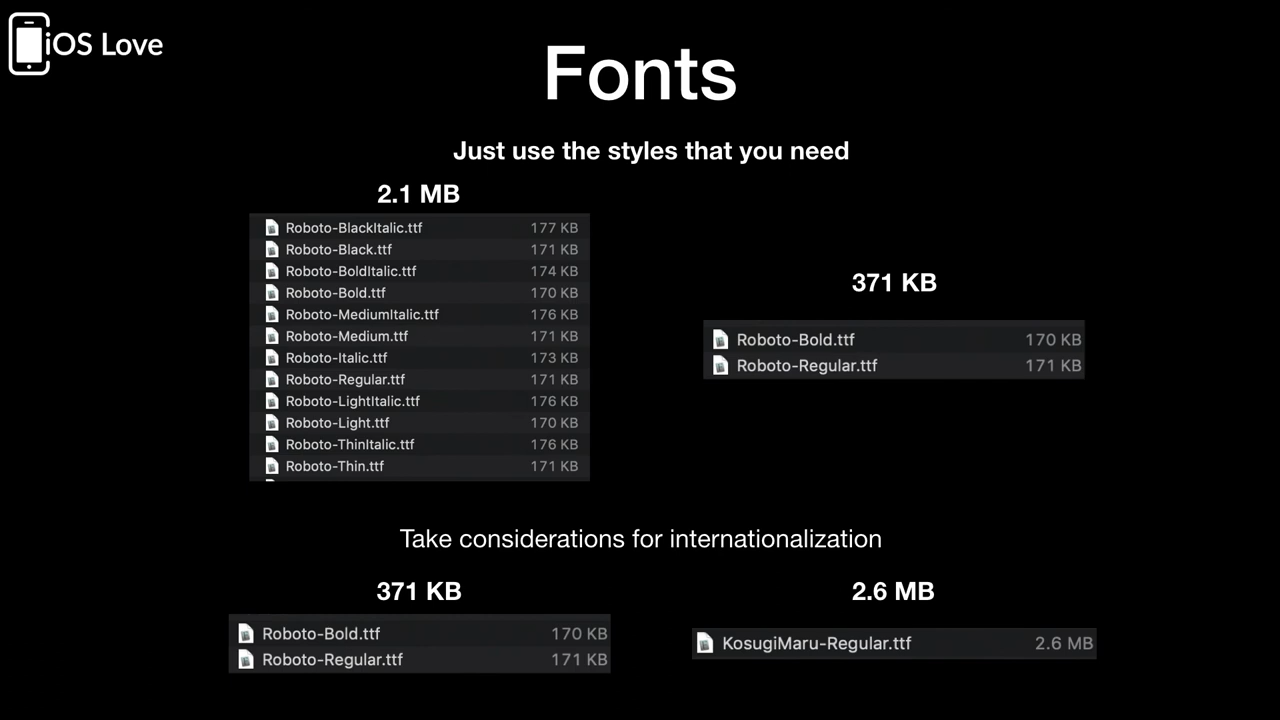 iOS Love
Fonts
Just use the styles that you need
2.1 MB
Roboto-BlackItalic.ttf 177 KB
Roboto-Black.ttf 171 KB
Roboto-BoldItalic.ttf 174 KB
Roboto-Bold.ttf 170 KB
Roboto-MediumItalic.ttf 176 KB
Roboto-Medium.ttf 171 KB
Roboto-Italic.ttf 173 KB
Roboto-Regular.ttf 171 KB
Roboto-LightItalic.ttf 176 KB
Roboto-Light.ttf 170 KB
Roboto-ThinItalic.ttf 176 KB
Roboto-Thin.ttf 171 KB
371 KB
Roboto-Bold.ttf 170 KB
Roboto-Regular.ttf 171 KB
Take considerations for internationalization
371 KB
Roboto-Bold.ttf 170 KB
Roboto-Regular.ttf 171 KB
2.6 MB
KosugiMaru-Regular.ttf 2.6 MB